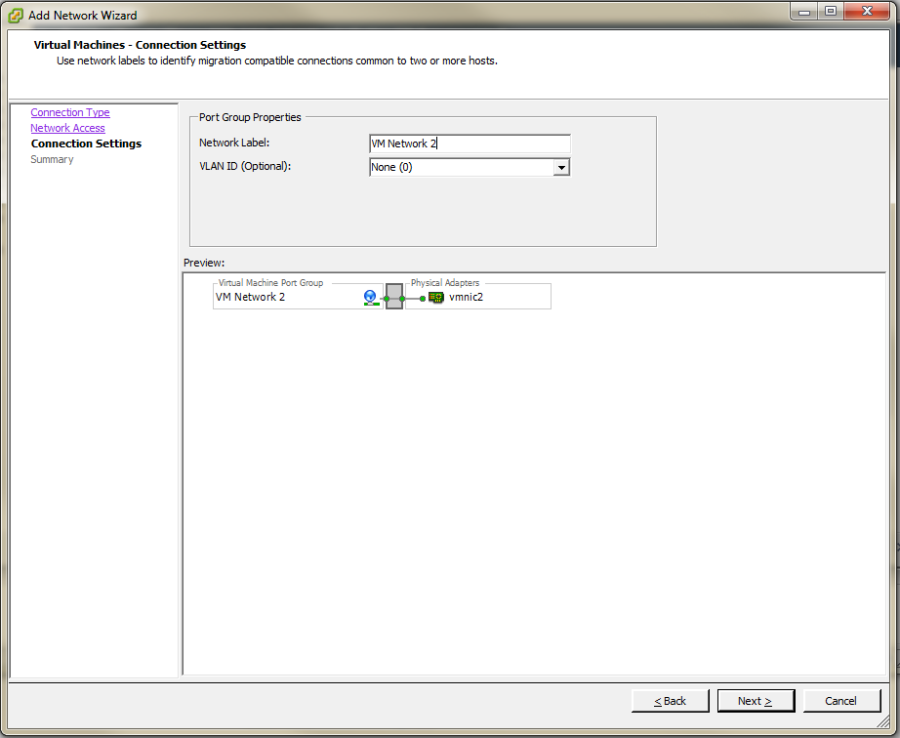 Add Network Wizard
Virtual Machines - Connection Settings
Use network labels to identify migration compatible connections common to two or more hosts.
Connection Type
Network Access
Connection Settings
Summary
Port Group Properties
Network Label:
VM Network 2
VLAN ID (Optional):
None (0)
Preview:
Virtual Machine Port Group
VM Network 2
Physical Adapters
vmnic2
< Back
Next >
Cancel